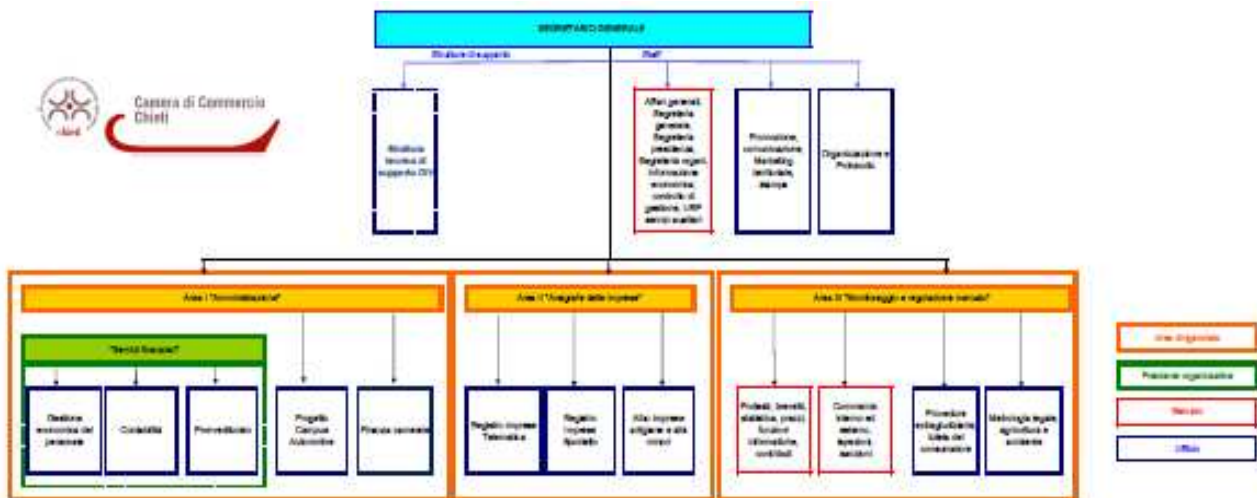 SEGRETARIO GENERALE
Struttura di supporto
Staff
Camera di Commercio
Chieti
Struttura
tecnica di
supporto OIV
Affari generali,
Segreteria
generale,
Segreteria
presidenza,
Segreteria organi,
Informazione
economica,
controllo di
gestione, URP
servizi ausiliari
Promozione,
comunicazione,
Marketing
territoriale,
stampa
Organizzazione e
Protocollo
Area I "Amministrazione"
Area II "Anagrafe delle imprese"
Area III "Monitoraggio e regolazione mercato"
"Servizi finanziari"
Gestione
economica del
personale
Contabilità
Provveditorato
Progetto
Campus
Automotive
Finanza camerale
Registro imprese
Telematico
Registro
imprese
Sportello
Albo imprese
artigiane e albi
minori
Protesti, brevetti,
statistica, prezzi,
funzioni
informatiche,
contributi
Commercio
interno ed
esterno,
ispezioni,
sanzioni
Procedure
extragiudiziarie,
tutela del
consumatore
Metrologia legale,
agricoltura e
ambiente
Area dirigenziale
Posizione organizzativa
Servizio
Ufficio